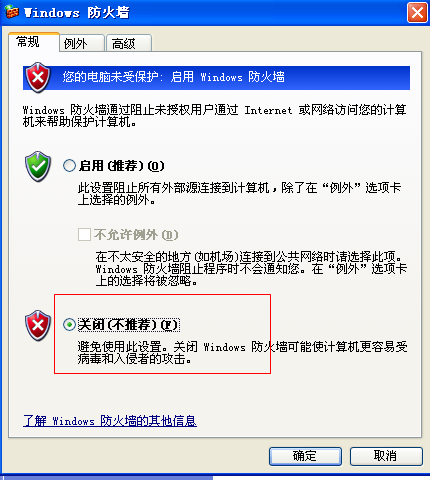 Windows 防火墙
常规 例外 高级
您的电脑未受保护: 启用 Windows 防火墙
Windows 防火墙通过阻止未授权用户通过 Internet 或网络访问您的计算
机来帮助保护计算机。
启用(推荐)(O)
此设置阻止所有外部源连接到计算机，除了在“例外”选项卡
上选择的例外。
不允许例外(D)
在不太安全的地方(如机场)连接到公共网络时请选择此项。
Windows 防火墙阻止程序时不会通知您。在“例外”选项卡
上的选择将被忽略。
关闭(不推荐)(F)
避免使用此设置。关闭 Windows 防火墙可能使计算机更容易受
病毒和入侵者的攻击。
了解 Windows 防火墙的其他信息
确定 取消